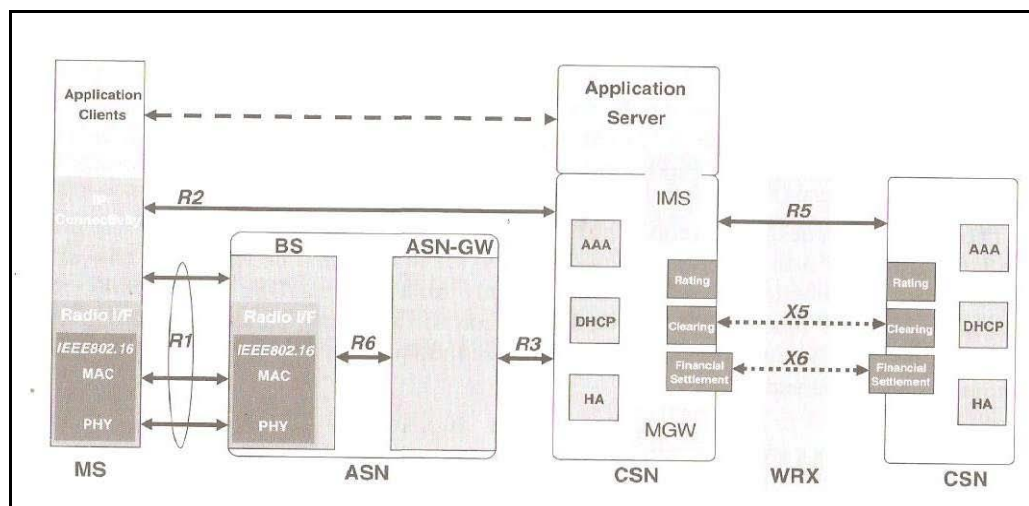 Application
Clients
IP
Connectivity
Radio I/F
IEEE802.16
MAC
PHY
MS
R2
R1
BS
ASN-GW
Radio I/F
IEEE802.16
MAC
PHY
R6
ASN
R3
Application
Server
IMS
AAA
DHCP
HA
Rating
Clearing
Financial
Settlement
MGW
CSN
R5
X5
X6
WRX
Rating
Clearing
Financial
Settlement
AAA
DHCP
HA
CSN